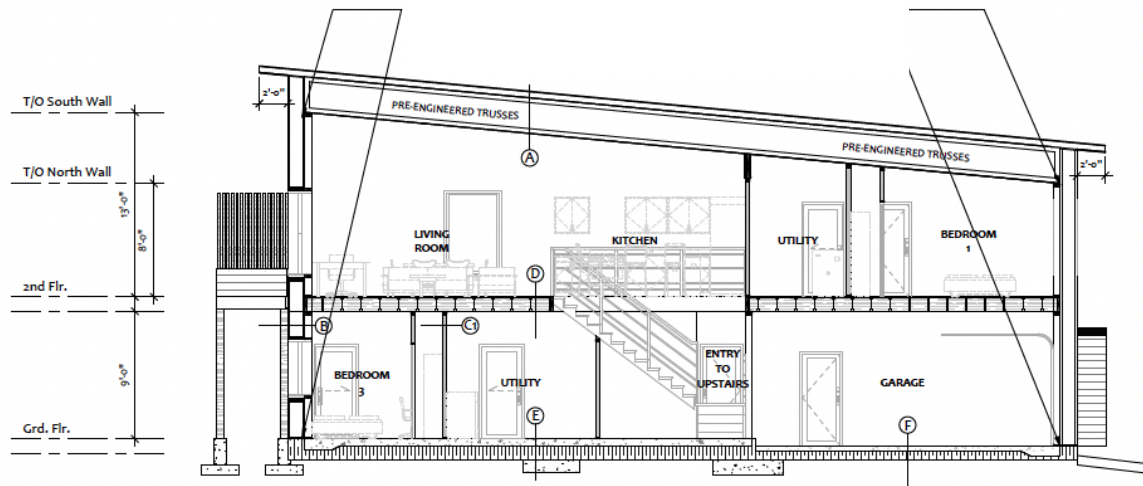 T/O South Wall
2'-0"
PRE-ENGINEERED TRUSSES
A
PRE-ENGINEERED TRUSSES
2'-0"
T/O North Wall
13'-0"
8'-0"
LIVING
ROOM
KITCHEN
UTILITY
BEDROOM
1
D
2nd Flr.
B
C1
9'-0"
BEDROOM
3
UTILITY
ENTRY
TO
UPSTAIRS
GARAGE
E
F
Grd. Flr.